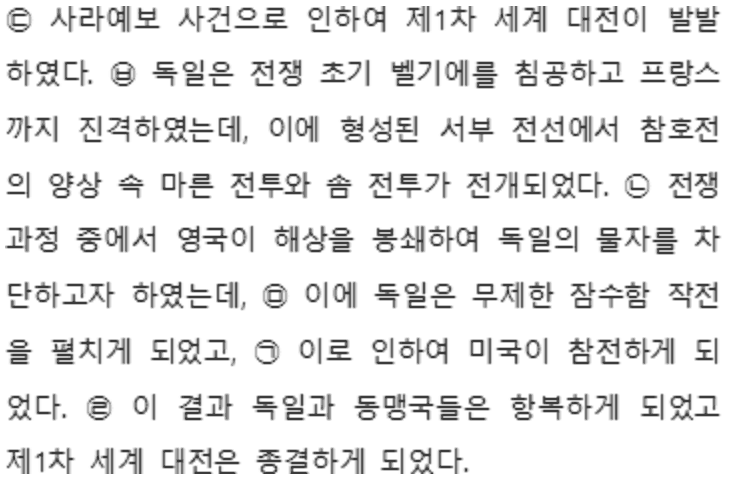 ㉢ 사라예보 사건으로 인하여 제1차 세계 대전이 발발
하였다. ㉥ 독일은 전쟁 초기 벨기에를 침공하고 프랑스
까지 진격하였는데, 이에 형성된 서부 전선에서 참호전
의 양상 속 마른 전투와 솜 전투가 전개되었다. ㉡ 전쟁
과정 중에서 영국이 해상을 봉쇄하여 독일의 물자를 차
단하고자 하였는데, ㉤ 이에 독일은 무제한 잠수함 작전
을 펼치게 되었고, ㉠ 이로 인하여 미국이 참전하게 되
었다. ㉣ 이 결과 독일과 동맹국들은 항복하게 되었고
제1차 세계 대전은 종결하게 되었다.